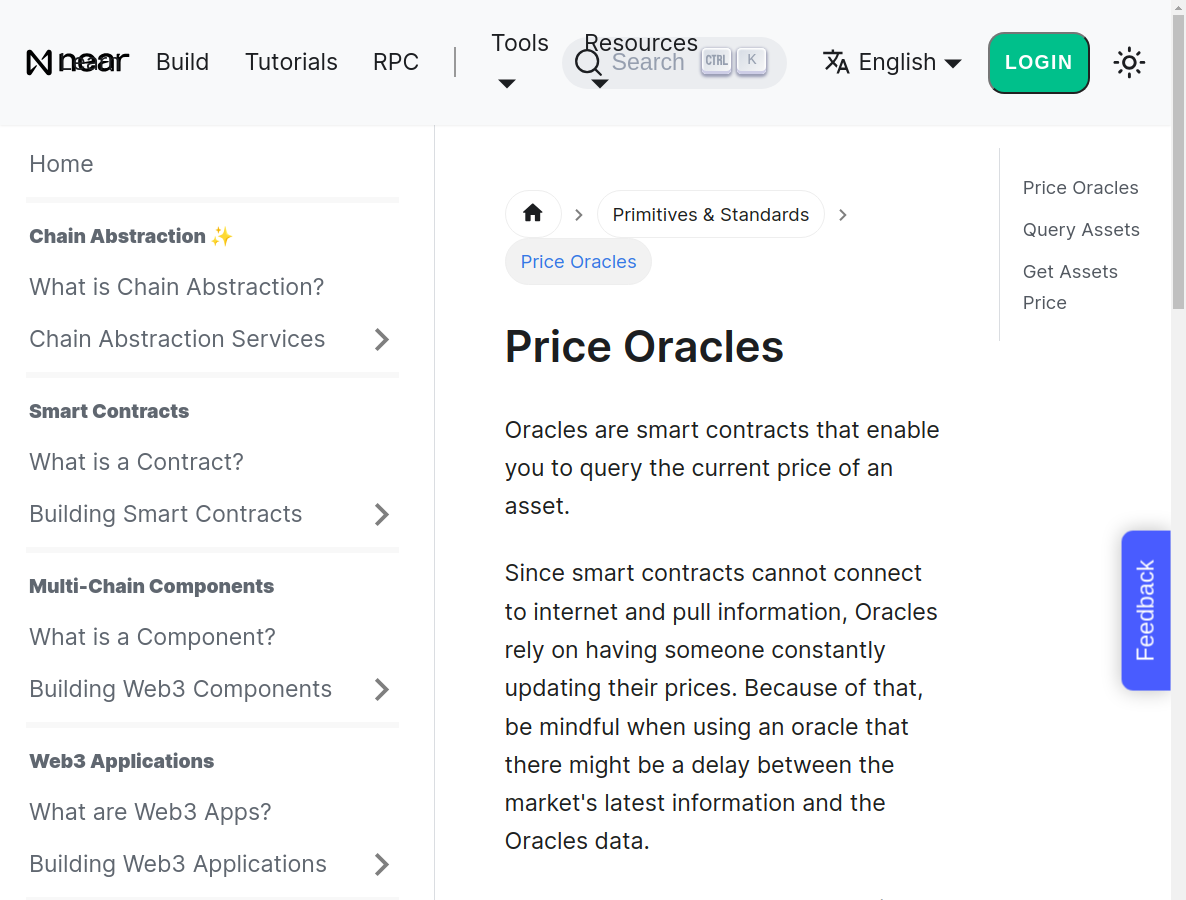 near
Learn
Build
Tutorials
RPC
Tools
Resources
Search
CTRL
K
English
LOGIN
Home
Chain Abstraction ✨
What is Chain Abstraction?
Chain Abstraction Services
Smart Contracts
What is a Contract?
Building Smart Contracts
Multi-Chain Components
What is a Component?
Building Web3 Components
Web3 Applications
What are Web3 Apps?
Building Web3 Applications
Primitives & Standards
Price Oracles
Price Oracles
Oracles are smart contracts that enable
you to query the current price of an
asset.
Since smart contracts cannot connect
to internet and pull information, Oracles
rely on having someone constantly
updating their prices. Because of that,
be mindful when using an oracle that
there might be a delay between the
market's latest information and the
Oracles data.
Price Oracles
Query Assets
Get Assets
Price
Feedback